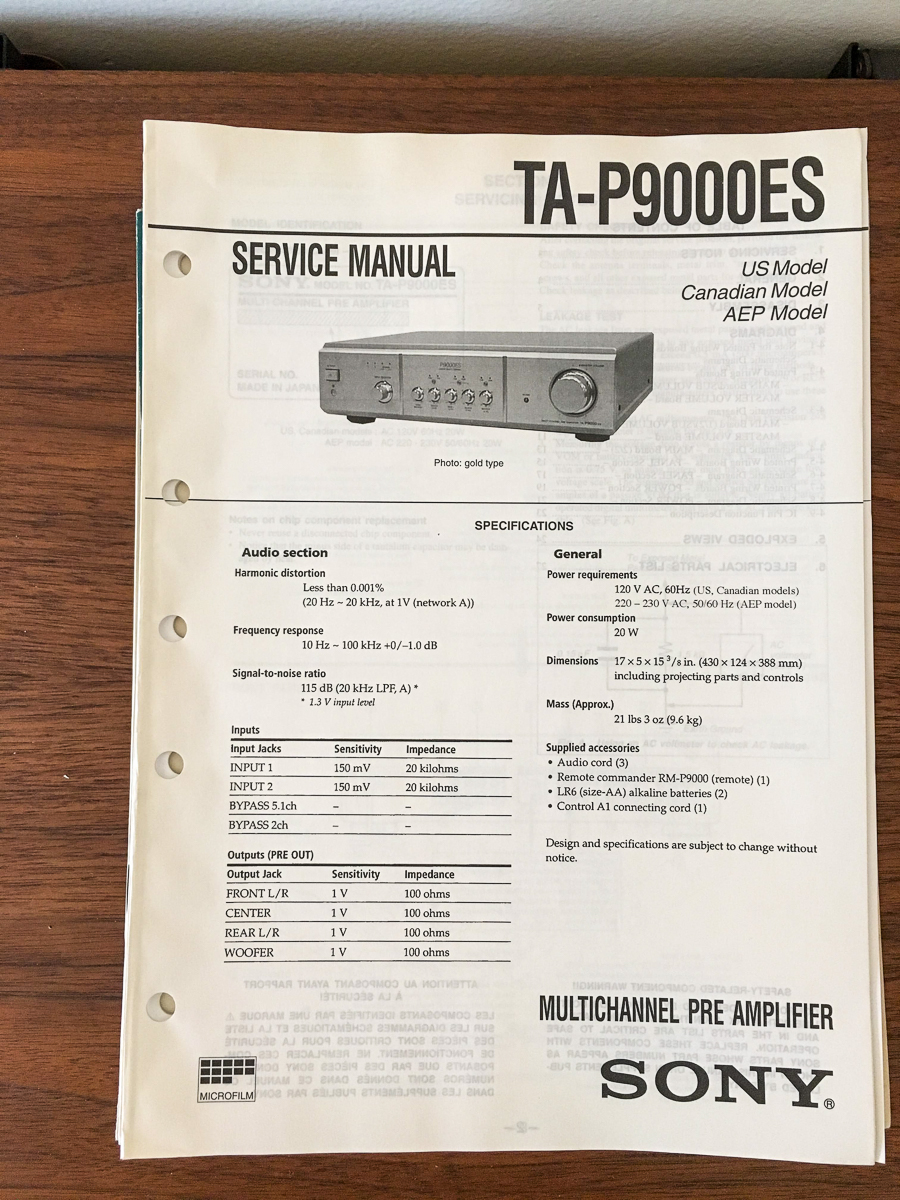 TA-P9000ES
SERVICE MANUAL
US Model
Canadian Model
AEP Model
P9000ES
Photo: gold type
SPECIFICATIONS
Audio section
Harmonic distortion
Less than 0.001%
(20 Hz ~ 20 kHz, at 1V (network A))
Frequency response
10 Hz ~ 100 kHz +0/–1.0 dB
Signal-to-noise ratio
115 dB (20 kHz LPF, A) *
* 1.3 V input level
Inputs
Input Jacks Sensitivity Impedance
INPUT 1 150 mV 20 kilohms
INPUT 2 150 mV 20 kilohms
BYPASS 5.1ch – –
BYPASS 2ch – –
Outputs (PRE OUT)
Output Jack Sensitivity Impedance
FRONT L/R 1 V 100 ohms
CENTER 1 V 100 ohms
REAR L/R 1 V 100 ohms
WOOFER 1 V 100 ohms
General
Power requirements
120 V AC, 60Hz (US, Canadian models)
220 – 230 V AC, 50/60 Hz (AEP model)
Power consumption
20 W
Dimensions 17 × 5 × 15 3/8 in. (430 × 124 × 388 mm)
including projecting parts and controls
Mass (Approx.)
21 lbs 3 oz (9.6 kg)
Supplied accessories
• Audio cord (3)
• Remote commander RM-P9000 (remote) (1)
• LR6 (size-AA) alkaline batteries (2)
• Control A1 connecting cord (1)
Design and specifications are subject to change without
notice.
MULTICHANNEL PRE AMPLIFIER
MICROFILM
SONY®